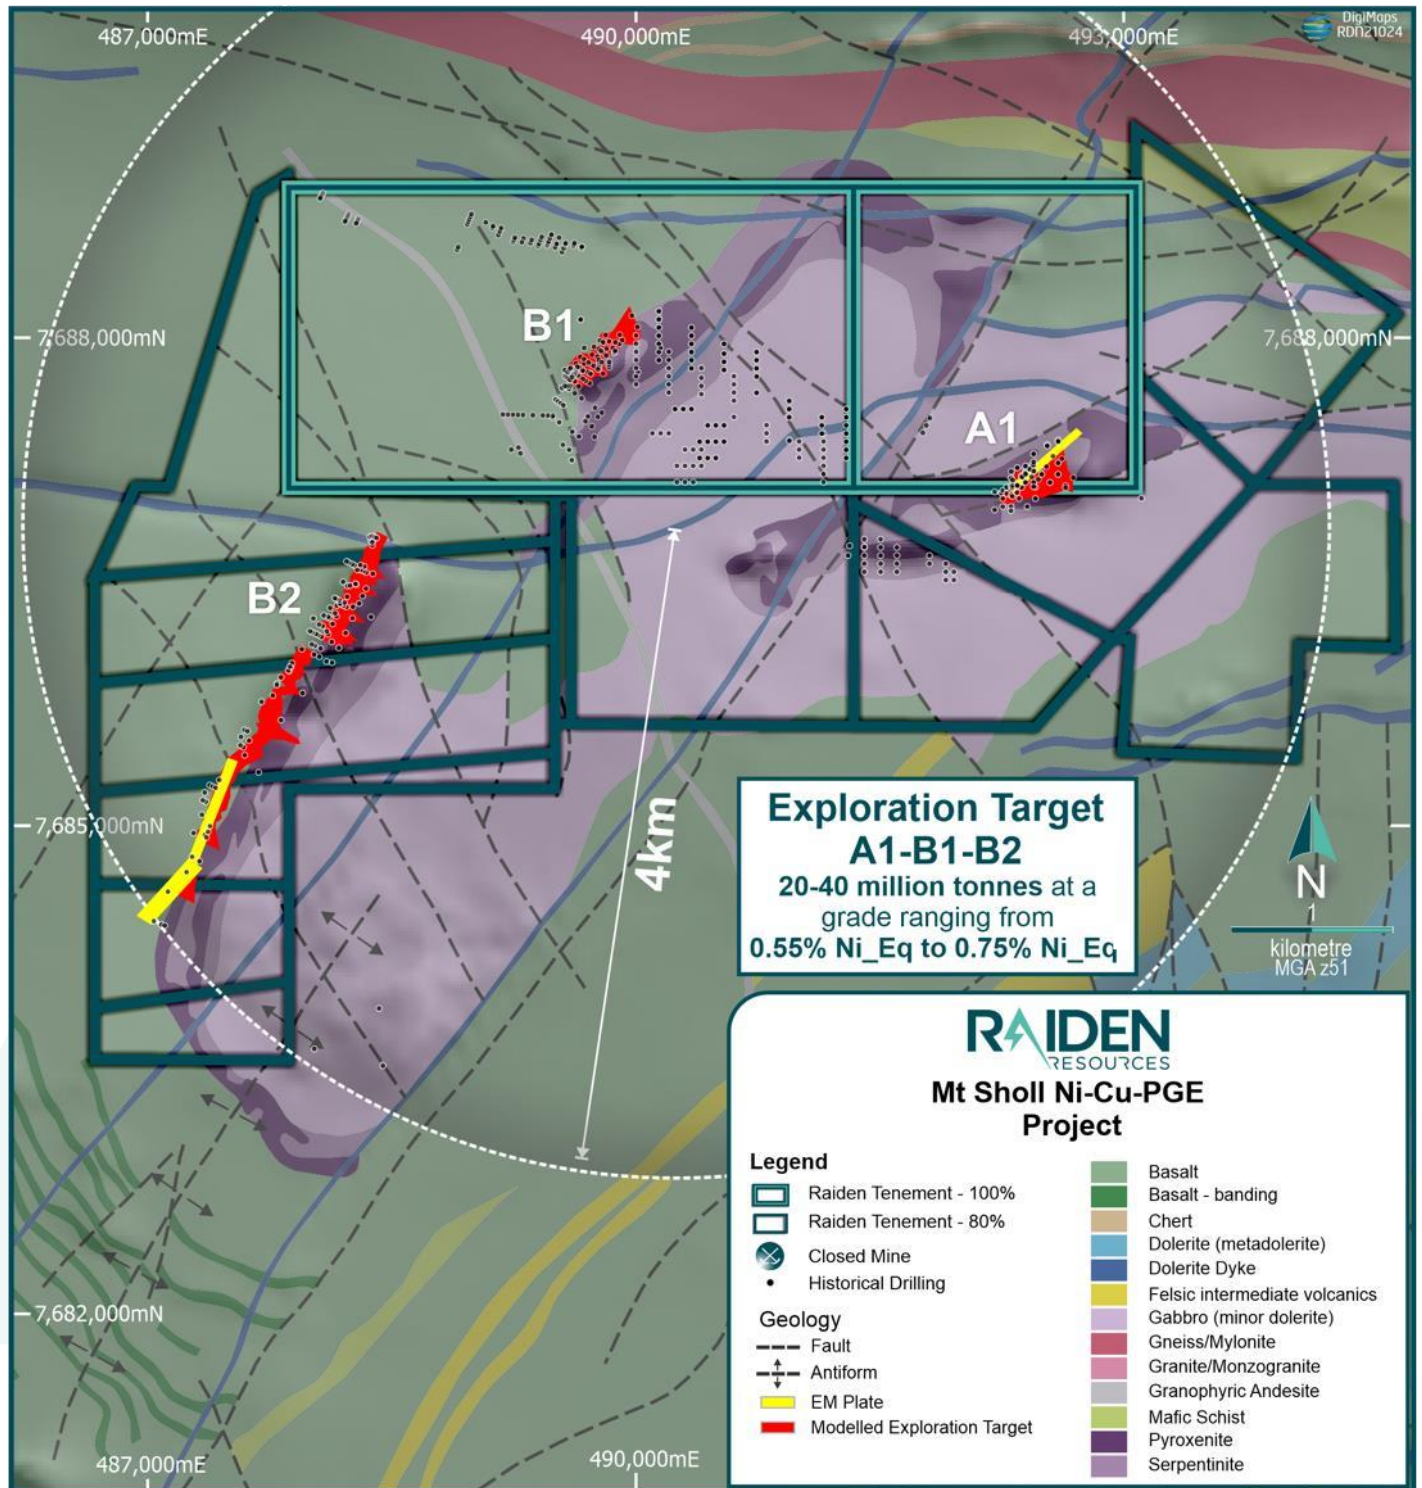 487,000mE
490,000mE
493,000mE
DigiMaps
RDN21024
B1
7,688,000mN
7,688,000mN
A1
B2
4km
7,685,000mN
Exploration Target
A1-B1-B2
20-40 million tonnes at a
grade ranging from
0.55% Ni_Eq to 0.75% Ni_Eq
N
1
kilometre
MGA z51
RAIDEN
RESOURCES
Mt Sholl Ni-Cu-PGE
Project
Legend
Raiden Tenement - 100%
Raiden Tenement - 80%
Closed Mine
Historical Drilling
Geology
Fault
Antiform
EM Plate
Modelled Exploration Target
Basalt
Basalt - banding
Chert
Dolerite (metadolerite)
Dolerite Dyke
Felsic intermediate volcanics
Gabbro (minor dolerite)
Gneiss/Mylonite
Granite/Monzogranite
Granophyric Andesite
Mafic Schist
Pyroxenite
Serpentinite
7,682,000mN
487,000mE
490,000mE